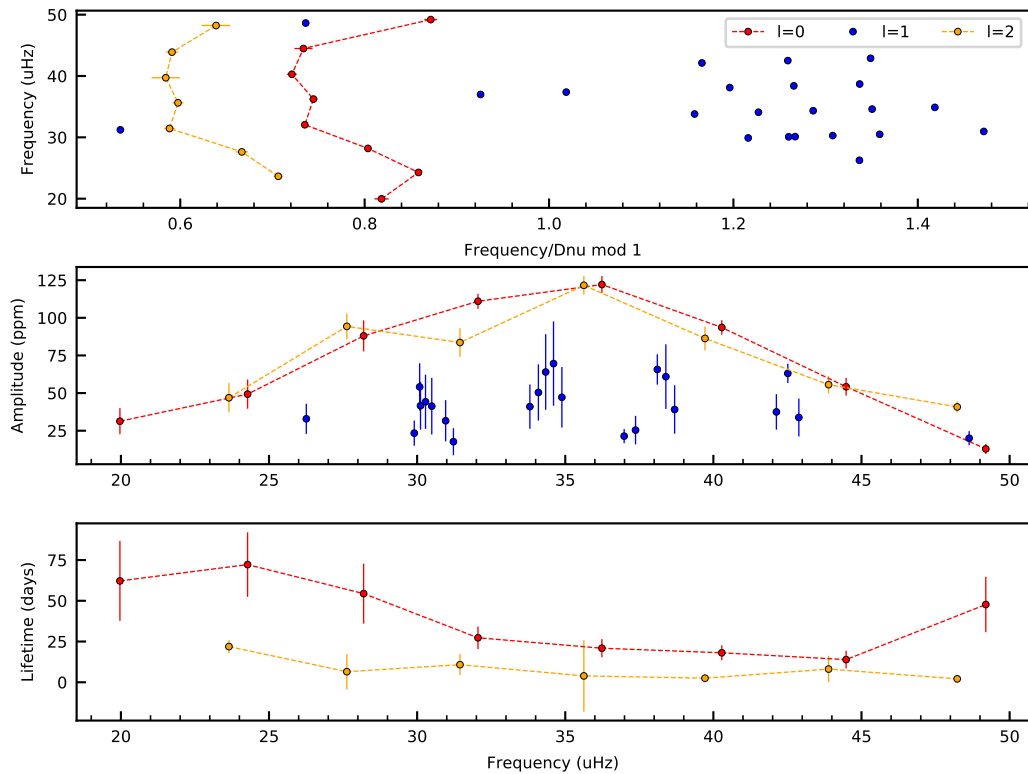 50
40
30
20
Frequency (uHz)
l=0 l=1 l=2
0.6 0.8 1.0 1.2 1.4
Frequency/Dnu mod 1
125
100
75
50
25
Amplitude (ppm)
20 25 30 35 40 45 50
75
50
25
0
Lifetime (days)
20 25 30 35 40 45 50
Frequency (uHz)